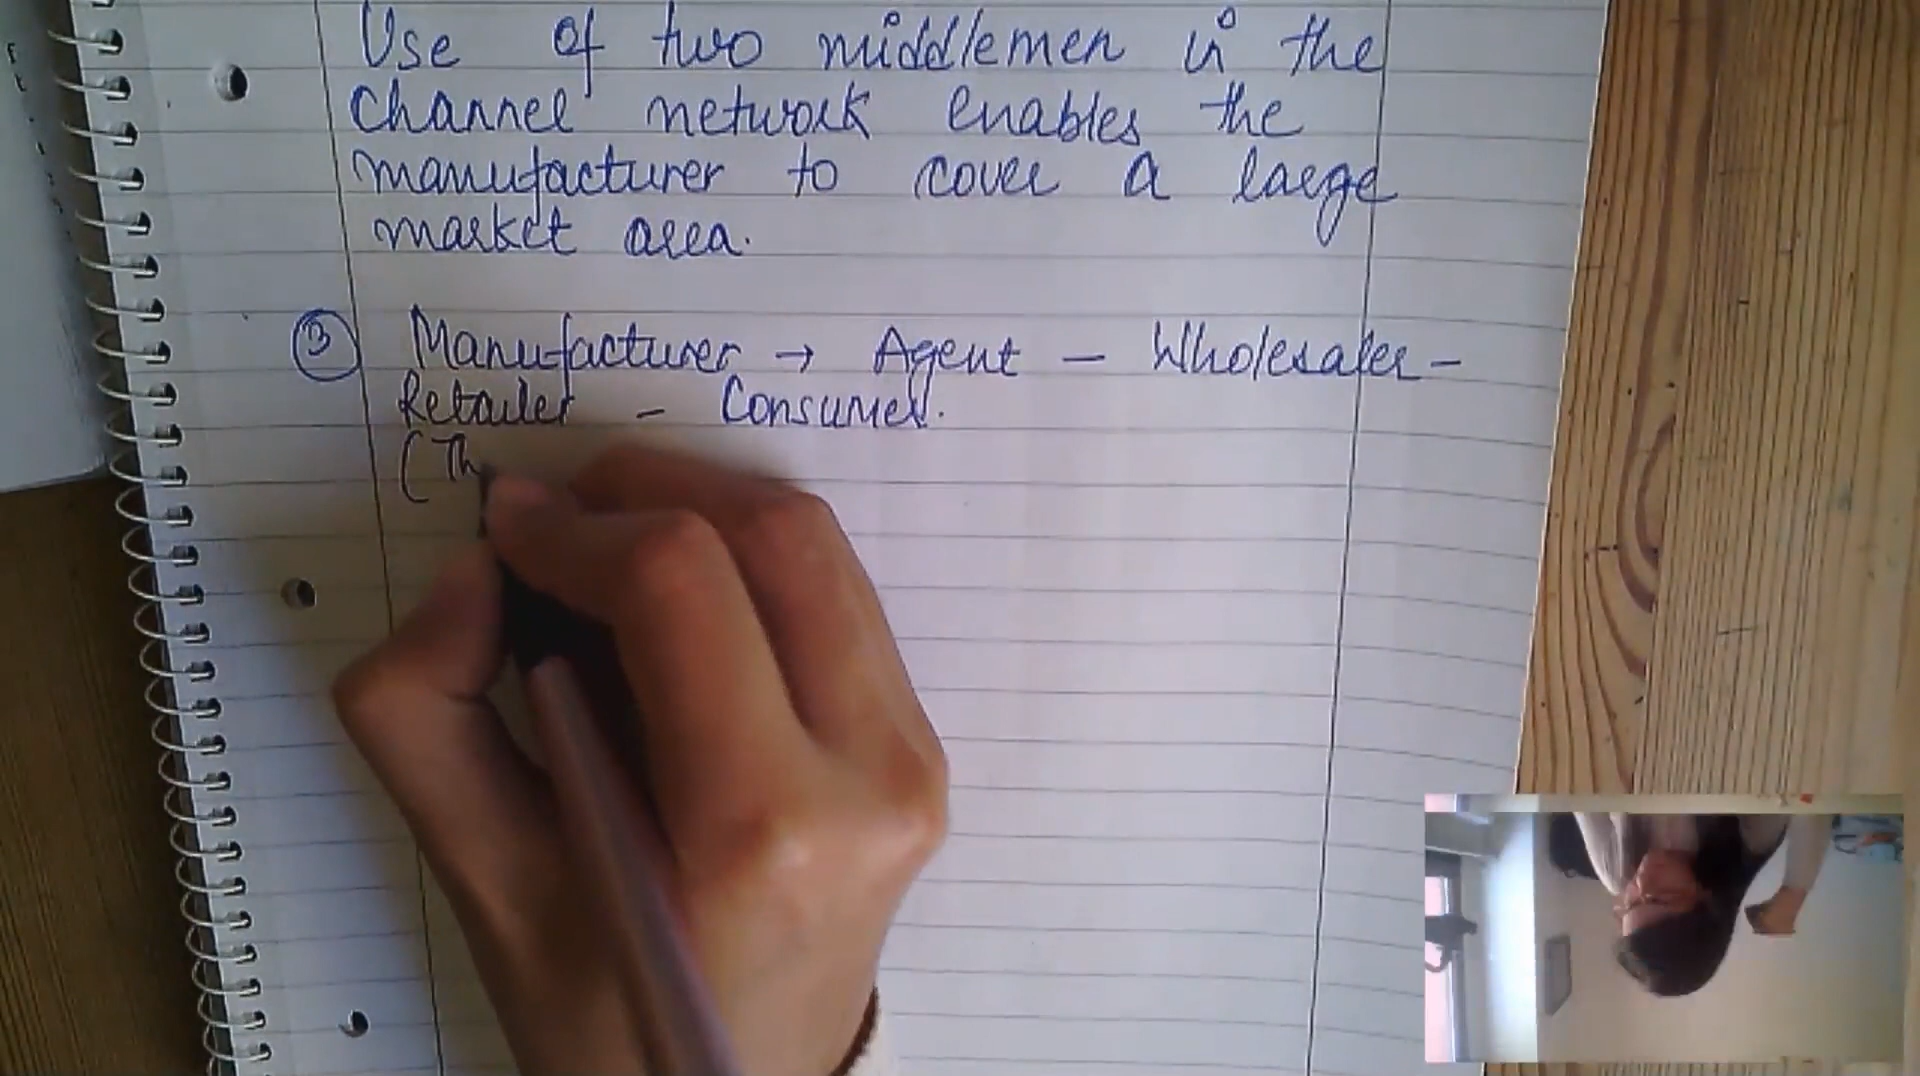 Use of two middlemen in the
Channel network enables the
manufacturer to cover a large
market area.
3 Manufacturer → Agent – Wholesaler –
Retailer – Consumer.
(Th